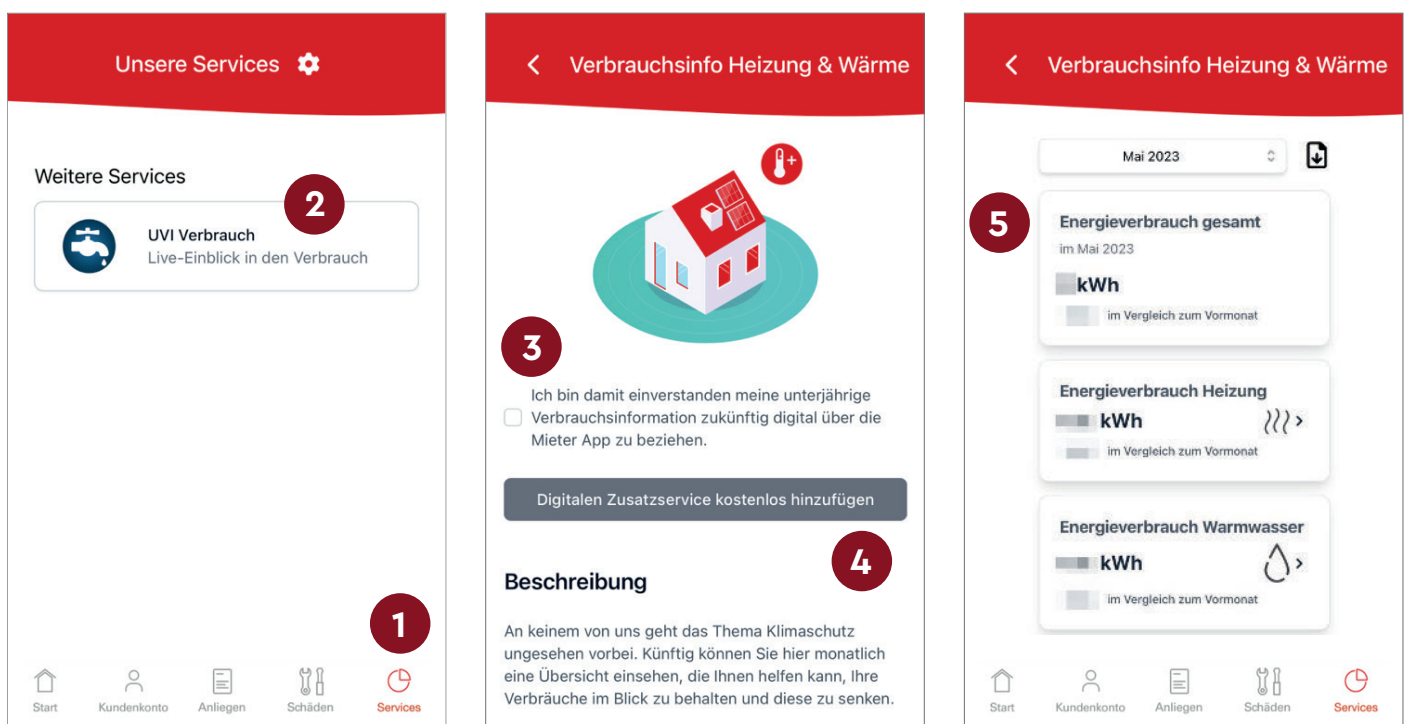 Unsere Services
Weitere Services
2
UVI Verbrauch
Live-Einblick in den Verbrauch
1
Start
Kundenkonto
Anliegen
Schäden
Services
Verbrauchsinfo Heizung & Wärme
3
Ich bin damit einverstanden meine unterjährige
Verbrauchsinformation zukünftig digital über die
Mieter App zu beziehen.
Digitalen Zusatzservice kostenlos hinzufügen
4
Beschreibung
An keinem von uns geht das Thema Klimaschutz
ungesehen vorbei. Künftig können Sie hier monatlich
eine Übersicht einsehen, die Ihnen helfen kann, Ihre
Verbräuche im Blick zu behalten und diese zu senken.
Verbrauchsinfo Heizung & Wärme
Mai 2023
5
Energieverbrauch gesamt
im Mai 2023
kWh
im Vergleich zum Vormonat
Energieverbrauch Heizung
kWh
im Vergleich zum Vormonat
Energieverbrauch Warmwasser
kWh
im Vergleich zum Vormonat
Start
Kundenkonto
Anliegen
Schäden
Services